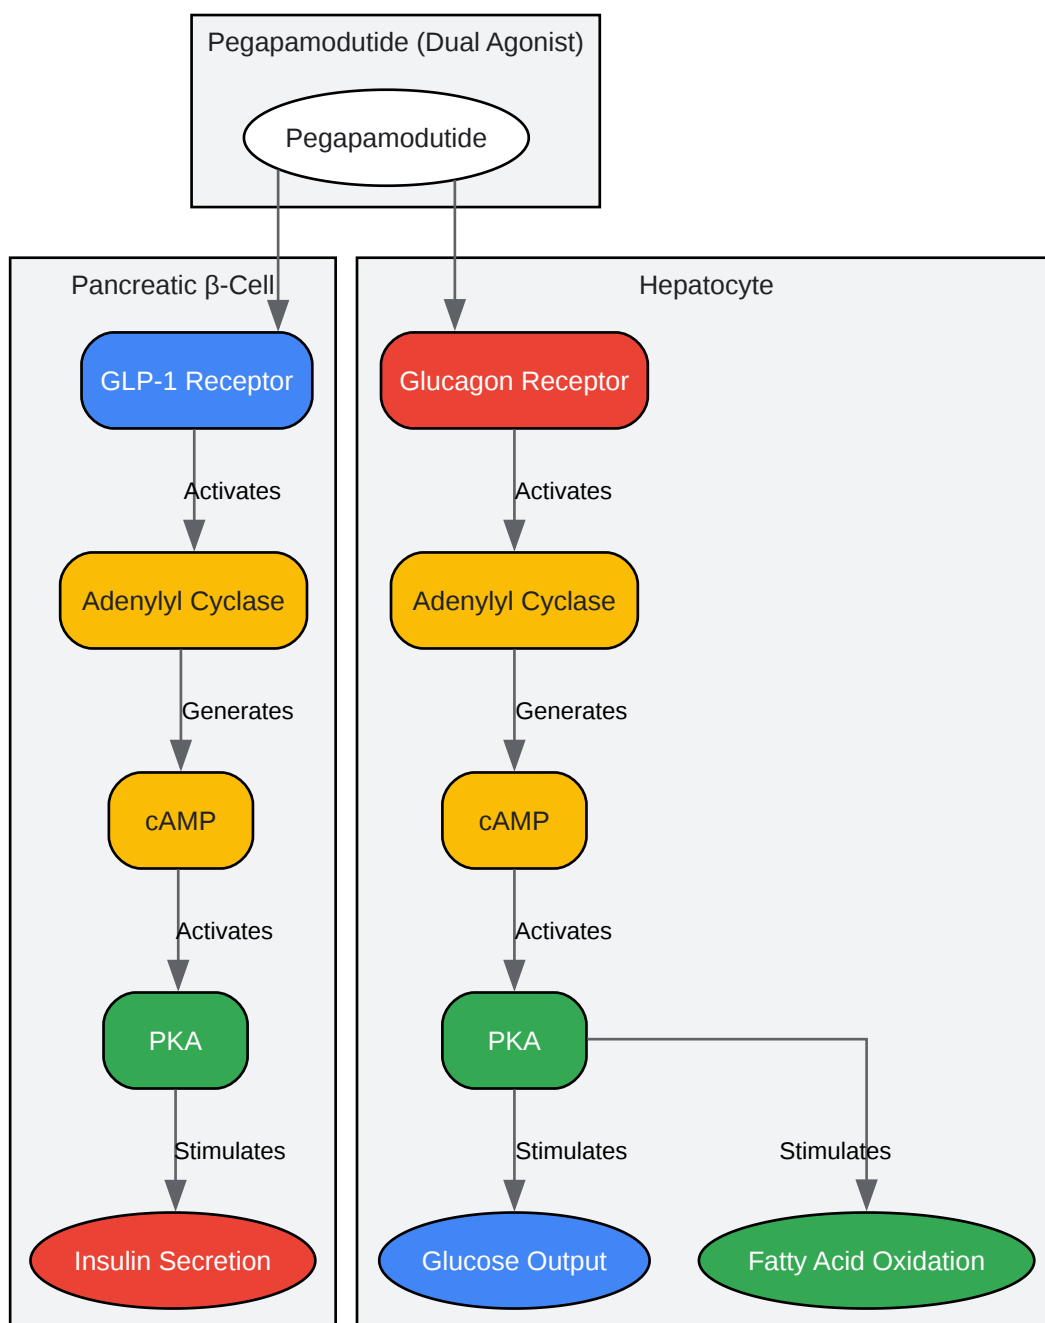 Pegapamodutide (Dual Agonist)
Pegapamodutide
Pancreatic β-Cell
Hepatocyte
GLP-1 Receptor
Glucagon Receptor
Activates
Activates
Adenylyl Cyclase
Adenylyl Cyclase
Generates
Generates
cAMP
cAMP
Activates
Activates
PKA
PKA
Stimulates
Stimulates
Stimulates
Insulin Secretion
Glucose Output
Fatty Acid Oxidation